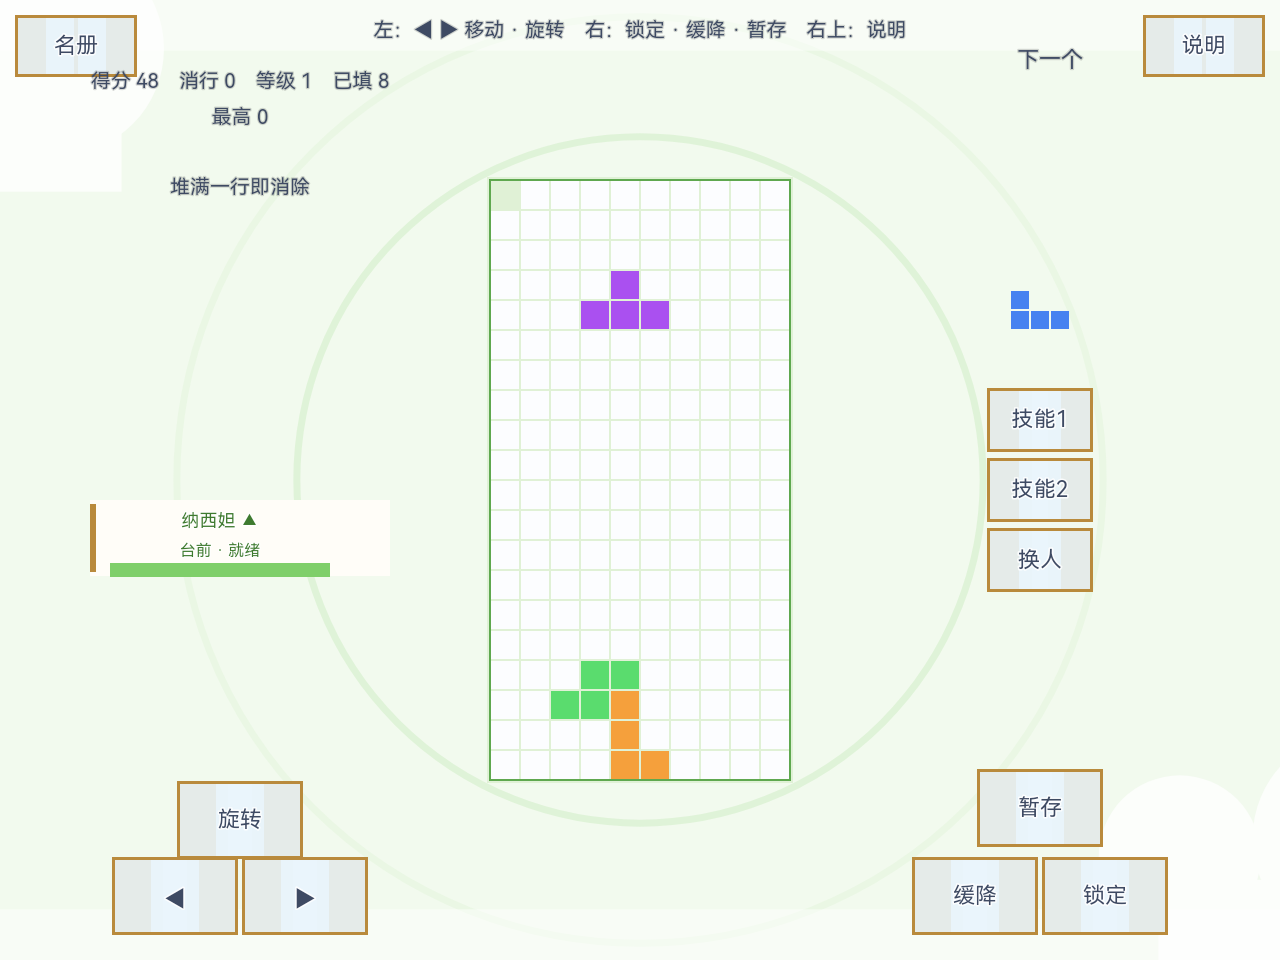 名册
左: ◀ ▶ 移动 · 旋转 右: 锁定 · 缓降 · 暂存 右上: 说明
说明
下一个
得分 48 消行 0 等级 1 已填 8
最高 0
堆满一行即消除
技能1
技能2
换人
纳西妲 ▲
台前 · 就绪
旋转
◀
▶
暂存
缓降
锁定